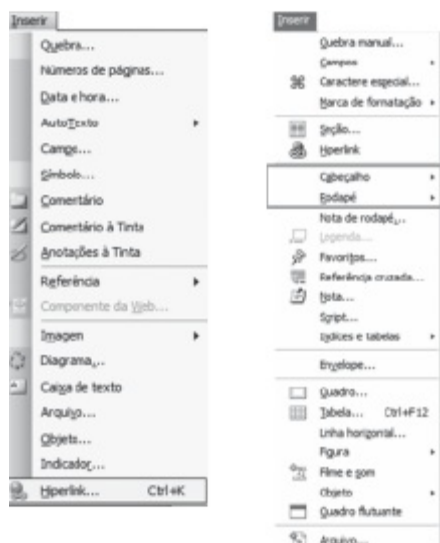 Inserir
Quebra...
Números de páginas...
Data e hora...
AutoTexto
Campo...
Símbolo...
Comentário
Comentário à Tinta
Anotações à Tinta
Referência
Componente da Web...
Imagem
Diagrama...
Caixa de texto
Arquivo...
Objeto...
Indicador...
Hiperlink... Ctrl+K
Inserir
Quebra manual...
Campos
Caractere especial...
Marca de formatação
Seção...
Hiperlink
Cabeçalho
Rodapé
Nota de rodapé...
Legenda...
Favoritos...
Referência cruzada...
Nota...
Script...
Índices e tabelas
Envelope...
Quadro...
Tabela... Ctrl+F12
Linha horizontal...
Figura
Filme e som
Objeto
Quadro flutuante
Arquivo...